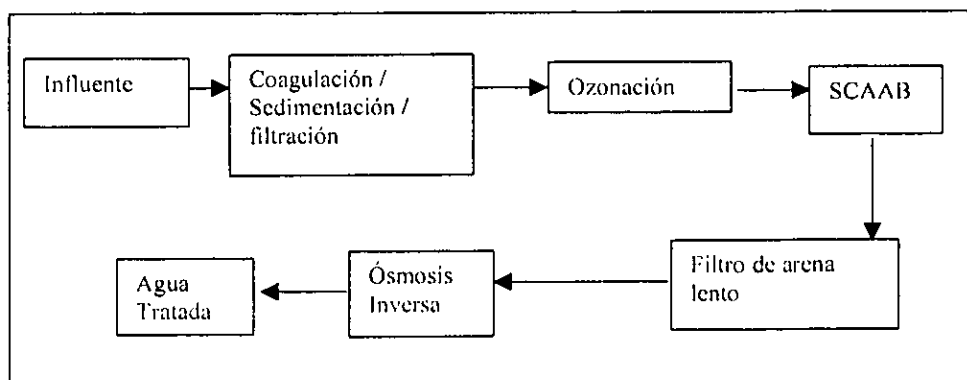 Influente
Coagulación /
Sedimentación /
filtración
Ozonación
SCAAB
Filtro de arena
lento
Ósmosis
Inversa
Agua
Tratada